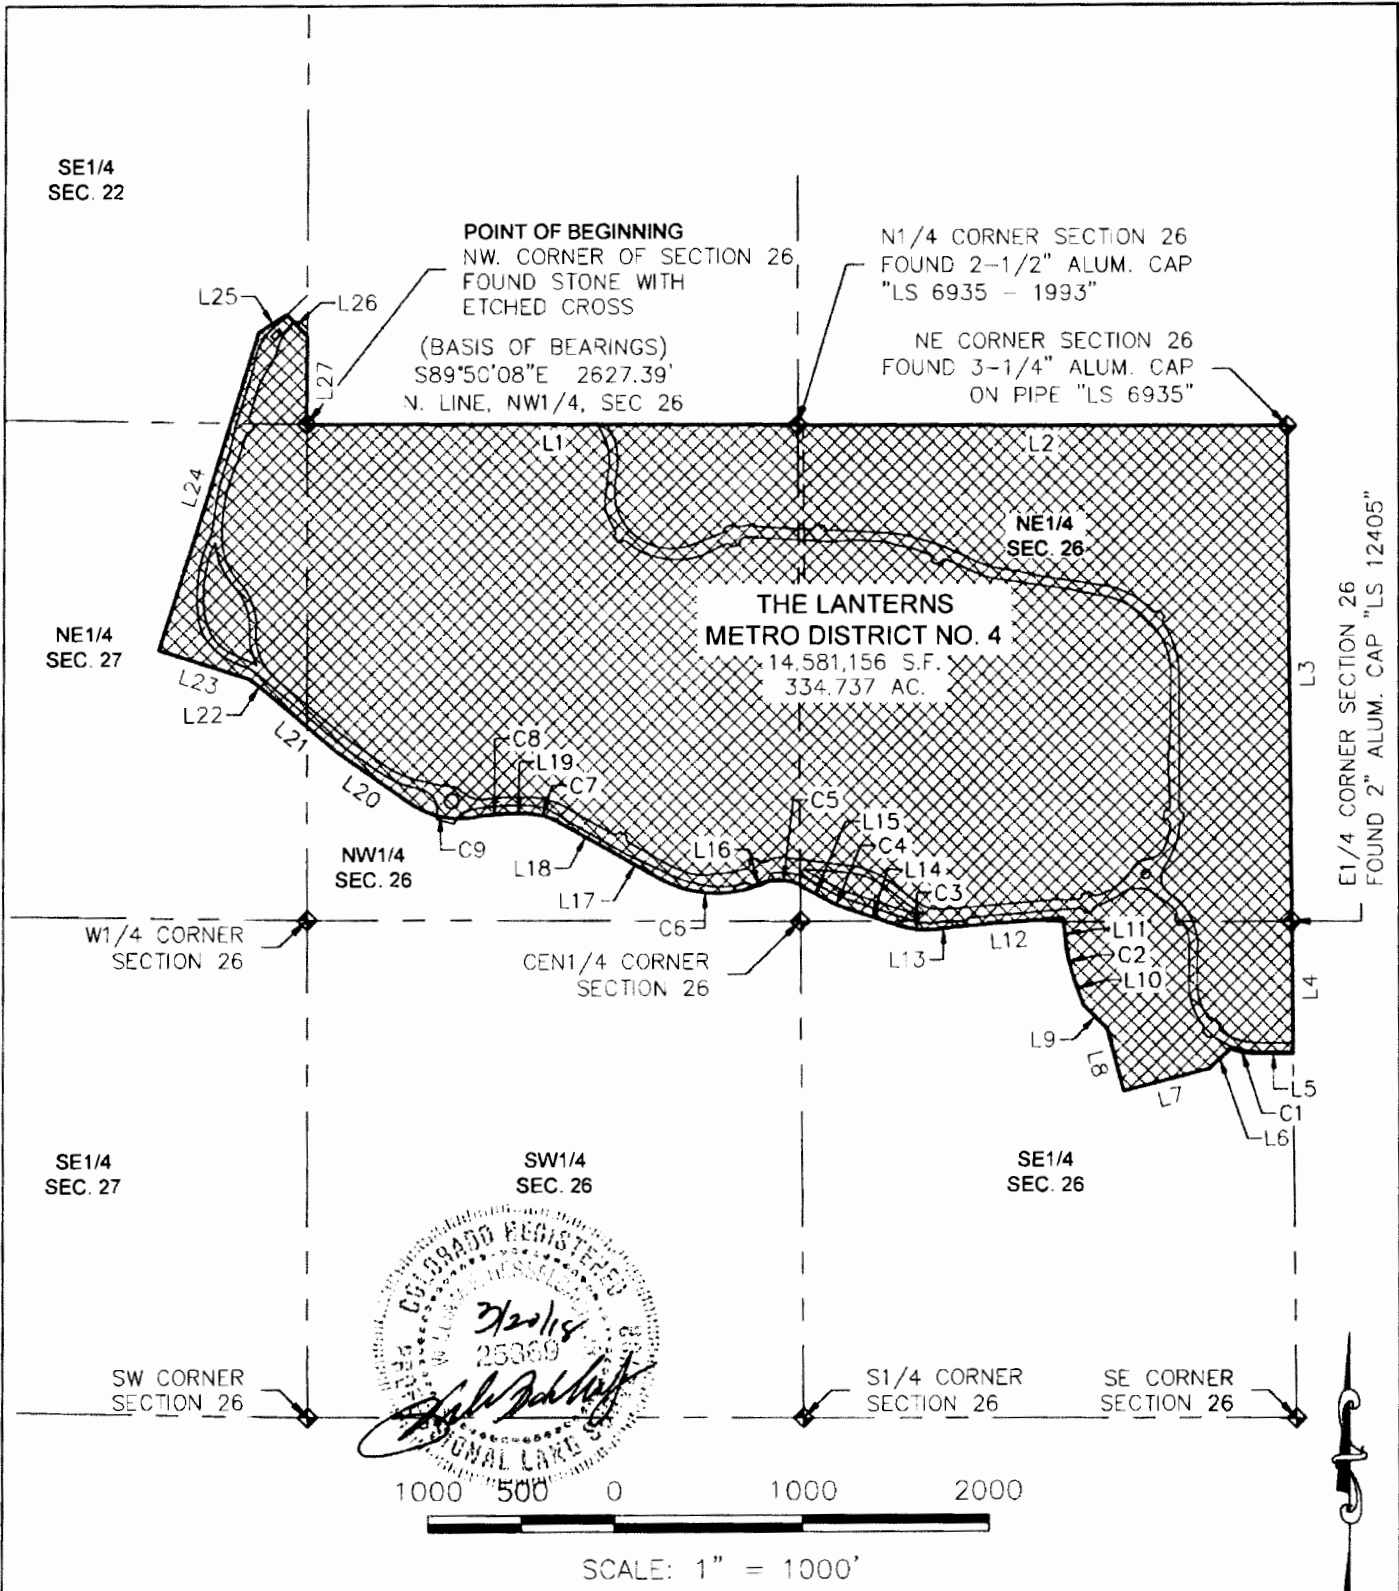 SE1/4
SEC. 22
POINT OF BEGINNING
NW. CORNER OF SECTION 26
FOUND STONE WITH
ETCHED CROSS
(BASIS OF BEARINGS)
S89°50'08"E 2627.39'
N. LINE, NW1/4, SEC 26
N1/4 CORNER SECTION 26
FOUND 2-1/2" ALUM. CAP
"LS 6935 - 1993"
NE CORNER SECTION 26
FOUND 3-1/4" ALUM. CAP
ON PIPE "LS 6935"
L25
L26
L27
L1
L2
L24
NE1/4
SEC. 26
THE LANTERNS
METRO DISTRICT NO. 4
14,581,156 S.F.
334.737 AC.
E1/4 CORNER SECTION 26
FOUND 2" ALUM. CAP "LS 12405"
L3
NE1/4
SEC. 27
L23
L22
L21
L20
C8
L19
C7
C5
L15
C4
L14
C3
L16
NW1/4
SEC. 26
C9
L18
L17
C6
W1/4 CORNER
SECTION 26
CEN1/4 CORNER
SECTION 26
L13
L12
L11
C2
L10
L4
L9
L8
L7
L5
C1
L6
SE1/4
SEC. 27
SW1/4
SEC. 26
SE1/4
SEC. 26
COLORADO REGISTERED
3/20/18
25369
SW CORNER
SECTION 26
S1/4 CORNER
SECTION 26
SE CORNER
SECTION 26
1000 500 0 1000 2000
SCALE: 1" = 1000'